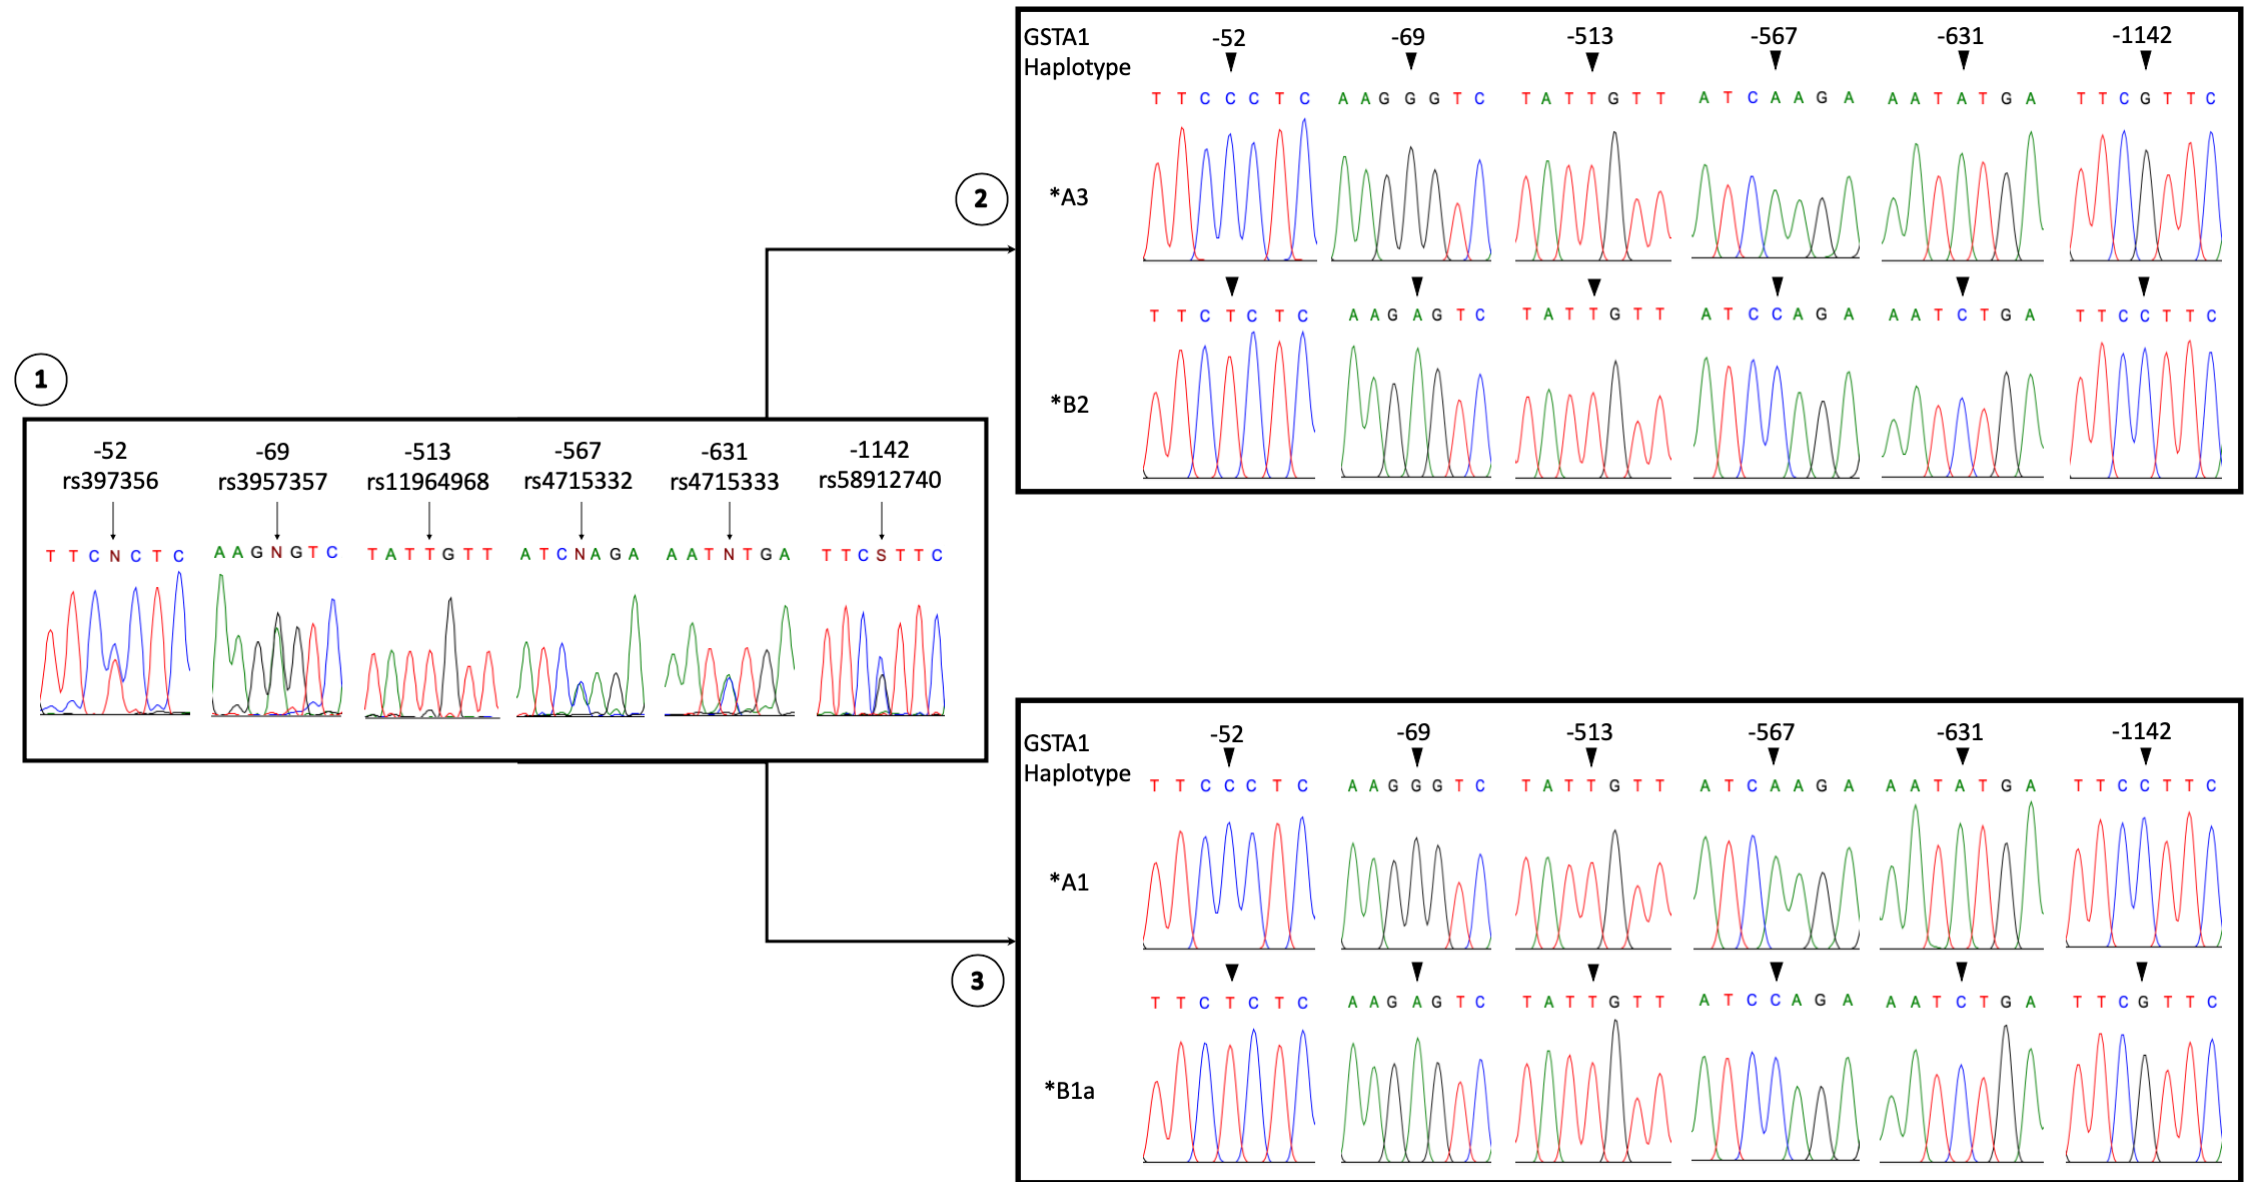 1
-52 -69 -513 -567 -631 -1142
rs397356 rs3957357 rs11964968 rs4715332 rs4715333 rs58912740
T T C N C T C A A G N G T C T A T T G T T A T C N A G A A A T N T G A T T C S T T C
2
GSTA1 -52 -69 -513 -567 -631 -1142
Haplotype
T T C C C T C A A G G G T C T A T T G T T A T C A A G A A A T A T G A T T C G T T C
*A3
T T C T C T C A A G A G T C T A T T G T T A T C C A G A A A T C T G A T T C C T T C
*B2
3
GSTA1 -52 -69 -513 -567 -631 -1142
Haplotype
T T C C C T C A A G G G T C T A T T G T T A T C A A G A A A T A T G A T T C C T T C
*A1
T T C T C T C A A G A G T C T A T T G T T A T C C A G A A A T C T G A T T C G T T C
*B1a